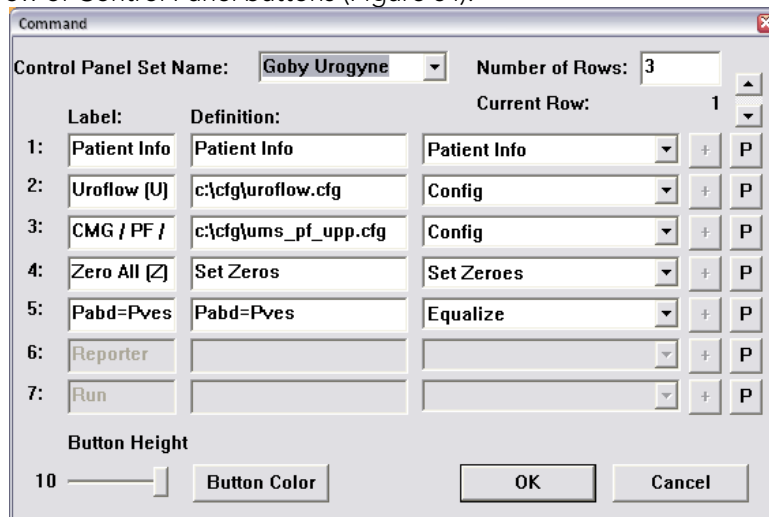 Command
Control Panel Set Name: Goby Urogyne Number of Rows: 3
Current Row: 1
Label: Definition:
1: Patient Info Patient Info Patient Info + P
2: Uroflow (U) c:\cfg\uroflow.cfg Config + P
3: CMG / PF / c:\cfg\ums_pf_upp.cfg Config + P
4: Zero All (Z) Set Zeros Set Zeroes + P
5: Pabd=Pves Pabd=Pves Equalize + P
6: Reporter + P
7: Run + P
Button Height
10 Button Color OK Cancel